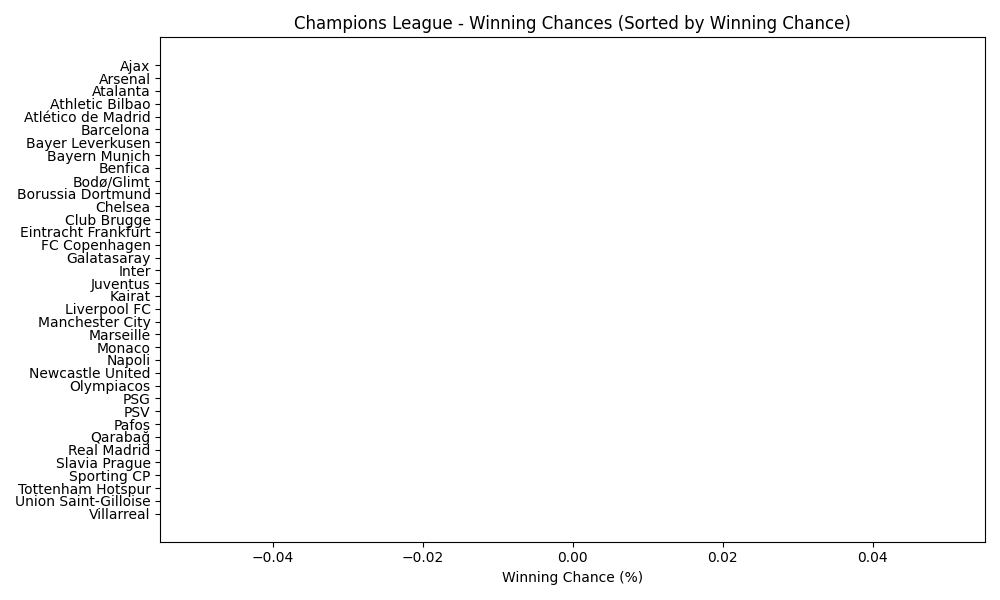 Champions League - Winning Chances (Sorted by Winning Chance)
Ajax
Arsenal
Atalanta
Athletic Bilbao
Atlético de Madrid
Barcelona
Bayer Leverkusen
Bayern Munich
Benfica
Bodø/Glimt
Borussia Dortmund
Chelsea
Club Brugge
Eintracht Frankfurt
FC Copenhagen
Galatasaray
Inter
Juventus
Kairat
Liverpool FC
Manchester City
Marseille
Monaco
Napoli
Newcastle United
Olympiacos
PSG
PSV
Pafos
Qarabağ
Real Madrid
Slavia Prague
Sporting CP
Tottenham Hotspur
Union Saint-Gilloise
Villarreal
−0.04 −0.02 0.00 0.02 0.04
Winning Chance (%)